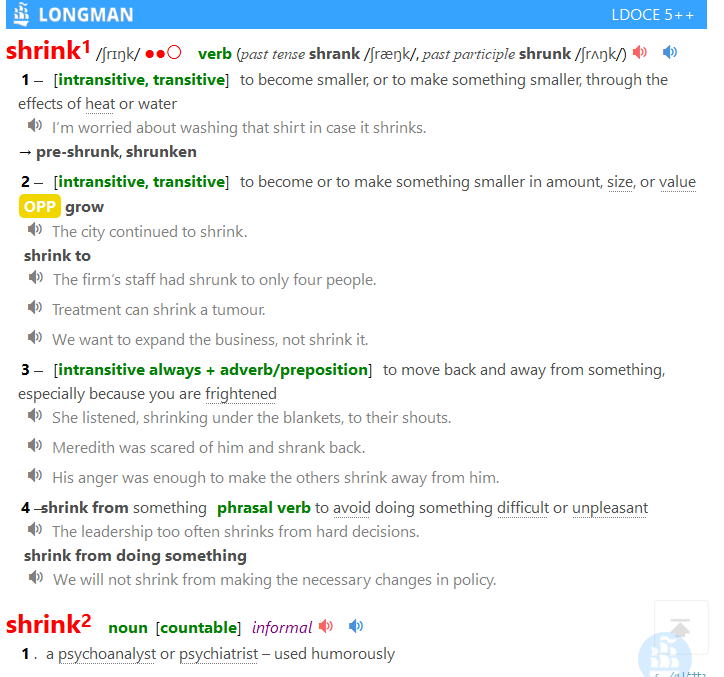 LONGMAN LDOCE 5++
shrink1 /ʃrɪŋk/ ●●○ verb (past tense shrank /ʃræŋk/, past participle shrunk /ʃrʌŋk/)
1 – [intransitive, transitive] to become smaller, or to make something smaller, through the
effects of heat or water
I’m worried about washing that shirt in case it shrinks.
→ pre-shrunk, shrunken
2 – [intransitive, transitive] to become or to make something smaller in amount, size, or value
OPP grow
The city continued to shrink.
shrink to
The firm’s staff had shrunk to only four people.
Treatment can shrink a tumour.
We want to expand the business, not shrink it.
3 – [intransitive always + adverb/preposition] to move back and away from something,
especially because you are frightened
She listened, shrinking under the blankets, to their shouts.
Meredith was scared of him and shrank back.
His anger was enough to make the others shrink away from him.
4 –shrink from something phrasal verb to avoid doing something difficult or unpleasant
The leadership too often shrinks from hard decisions.
shrink from doing something
We will not shrink from making the necessary changes in policy.
shrink2 noun [countable] informal
1 . a psychoanalyst or psychiatrist – used humorously